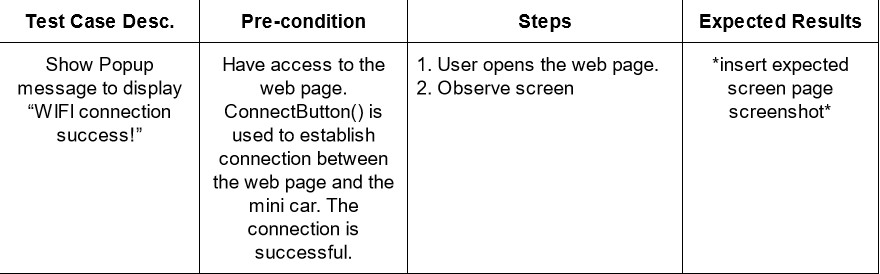 Test Case Desc.
Pre-condition
Steps
Expected Results
Show Popup
message to display
“WIFI connection
success!”
Have access to the
web page.
ConnectButton() is
used to establish
connection between
the web page and the
mini car. The
connection is
successful.
1. User opens the web page.
2. Observe screen
*insert expected
screen page
screenshot*